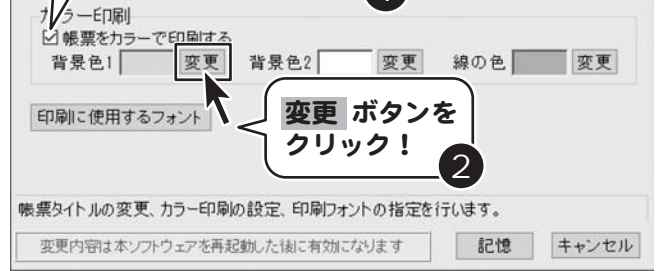 カラー印刷
帳票をカラーで印刷する
背景色1 変更 背景色2 変更 線の色 変更
印刷に使用するフォント
変更 ボタンを
クリック！
2
帳票タイトルの変更、カラー印刷の設定、印刷フォントの指定を行います。
変更内容は本ソフトウェアを再起動した後に有効になります 記憶 キャンセル